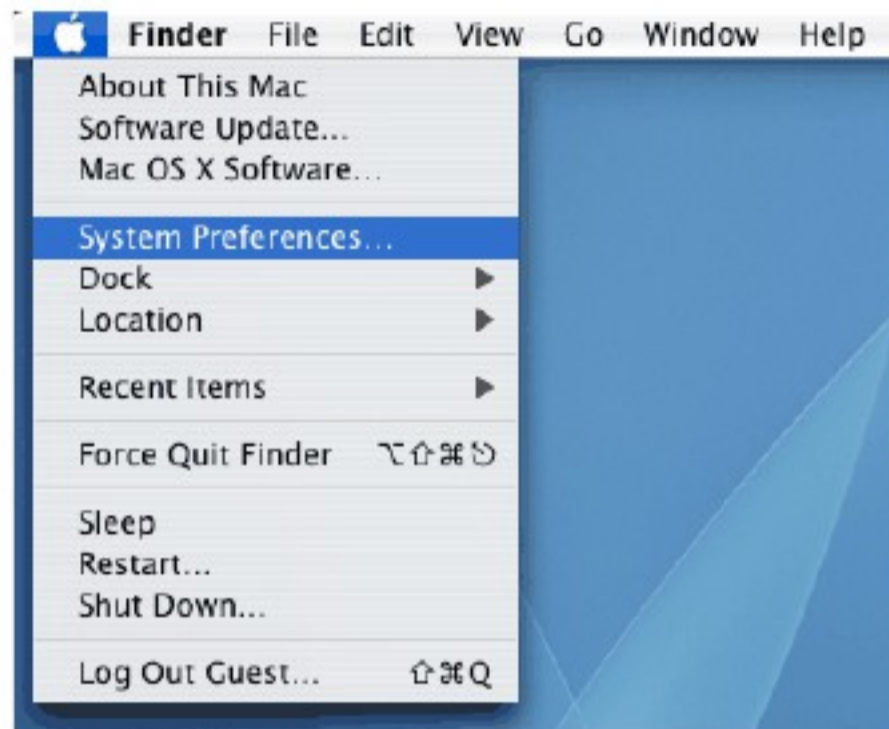 Finder File Edit View Go Window Help
About This Mac
Software Update...
Mac OS X Software...
System Preferences...
Dock ▶
Location ▶
Recent Items ▶
Force Quit Finder ⌥⇧⌘⎋
Sleep
Restart...
Shut Down...
Log Out Guest... ⇧⌘Q